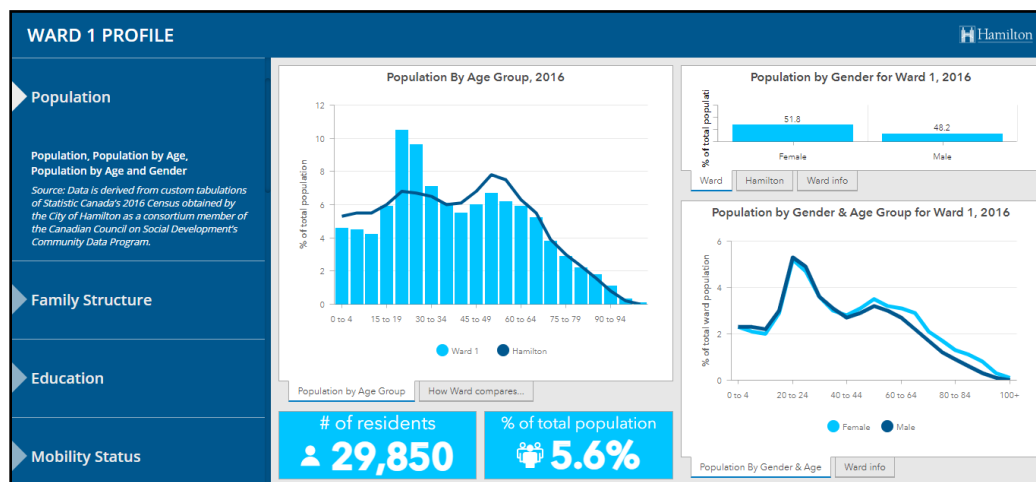 WARD 1 PROFILE
Hamilton
Population
Population, Population by Age,
Population by Age and Gender
Source: Data is derived from custom tabulations
of Statistic Canada's 2016 Census obtained by
the City of Hamilton as a consortium member of
the Canadian Council on Social Development's
Community Data Program.
Family Structure
Education
Mobility Status
Population By Age Group, 2016
% of total population
12
10
8
6
4
2
0
0 to 4 15 to 19 30 to 34 45 to 49 60 to 64 75 to 79 90 to 94
Ward 1 Hamilton
Population by Age Group How Ward compares...
# of residents
29,850
% of total population
5.6%
Population by Gender for Ward 1, 2016
% of total populati
51.8 48.2
Female Male
Ward Hamilton Ward info
Population by Gender & Age Group for Ward 1, 2016
% of total ward population
6
4
2
0
0 to 4 20 to 24 40 to 44 60 to 64 80 to 84 100+
Female Male
Population By Gender & Age Ward info